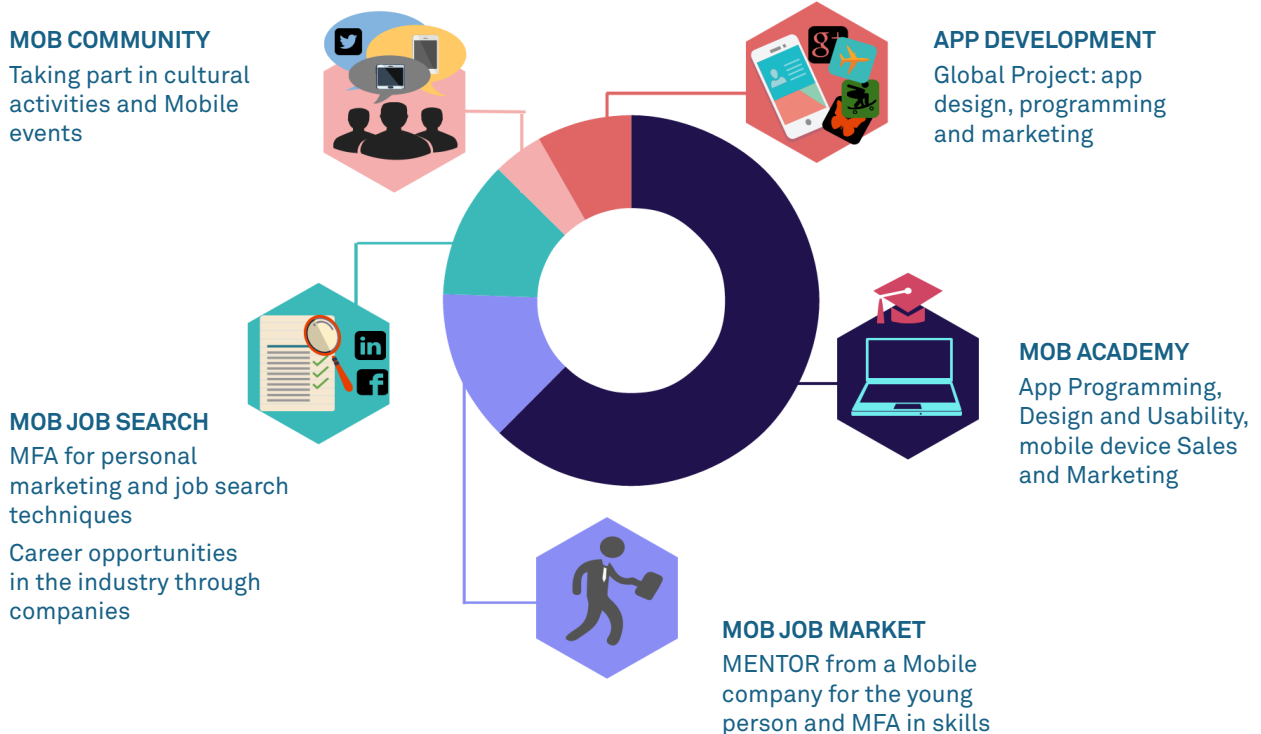 MOB COMMUNITY
Taking part in cultural
activities and Mobile
events
APP DEVELOPMENT
Global Project: app
design, programming
and marketing
g+
MOB ACADEMY
App Programming,
Design and Usability,
mobile device Sales
and Marketing
in
f
MOB JOB SEARCH
MFA for personal
marketing and job search
techniques
Career opportunities
in the industry through
companies
MOB JOB MARKET
MENTOR from a Mobile
company for the young
person and MFA in skills